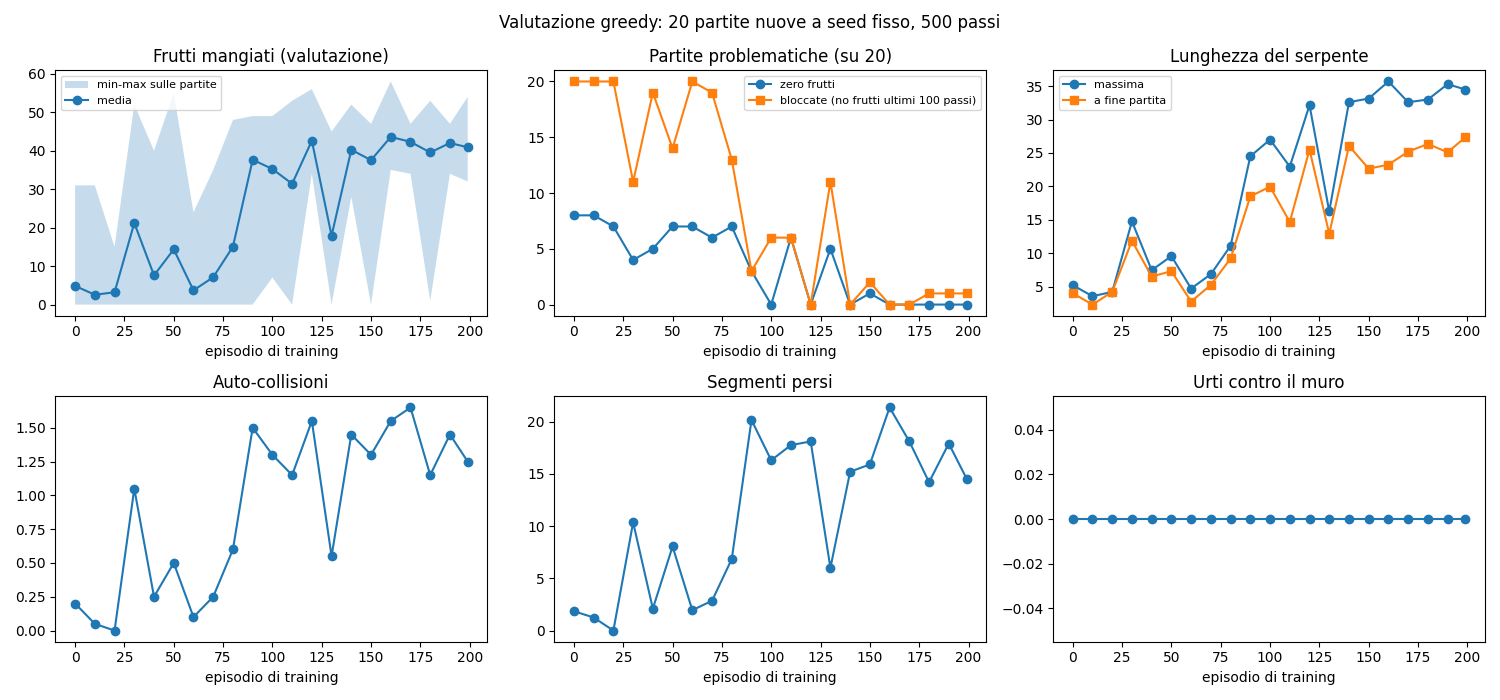 Valutazione greedy: 20 partite nuove a seed fisso, 500 passi
Frutti mangiati (valutazione)
60
50
40
30
20
10
0
min-max sulle partite
media
0 25 50 75 100 125 150 175 200
episodio di training
Partite problematiche (su 20)
20
15
10
5
0
zero frutti
bloccate (no frutti ultimi 100 passi)
0 25 50 75 100 125 150 175 200
episodio di training
Lunghezza del serpente
35
30
25
20
15
10
5
massima
a fine partita
0 25 50 75 100 125 150 175 200
episodio di training
Auto-collisioni
1.50
1.25
1.00
0.75
0.50
0.25
0.00
0 25 50 75 100 125 150 175 200
episodio di training
Segmenti persi
20
15
10
5
0
0 25 50 75 100 125 150 175 200
episodio di training
Urti contro il muro
0.04
0.02
0.00
−0.02
−0.04
0 25 50 75 100 125 150 175 200
episodio di training